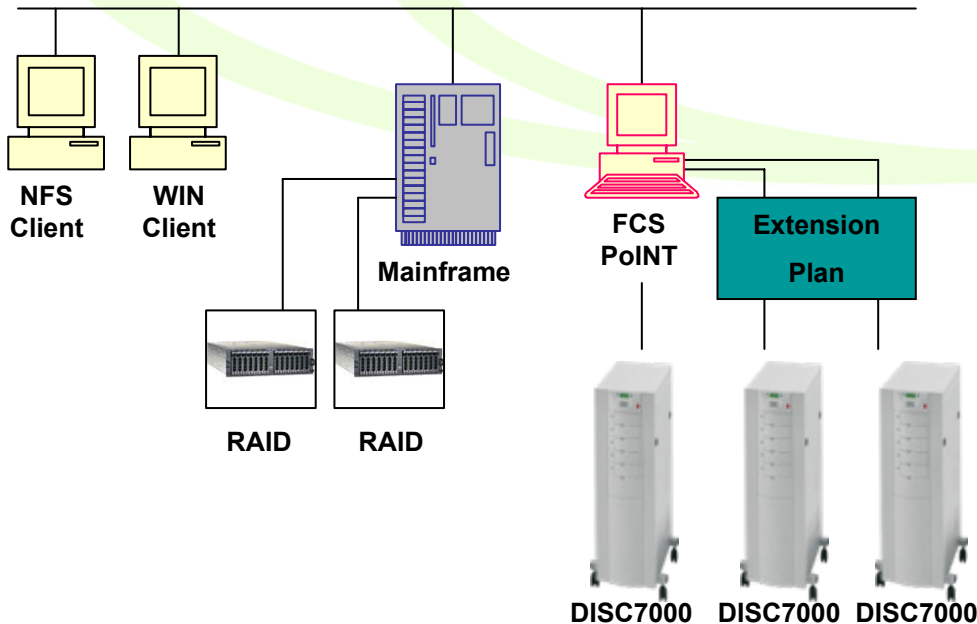 NFS
Client
WIN
Client
Mainframe
FCS
PoINT
Extension
Plan
RAID
RAID
DISC7000
DISC7000
DISC7000